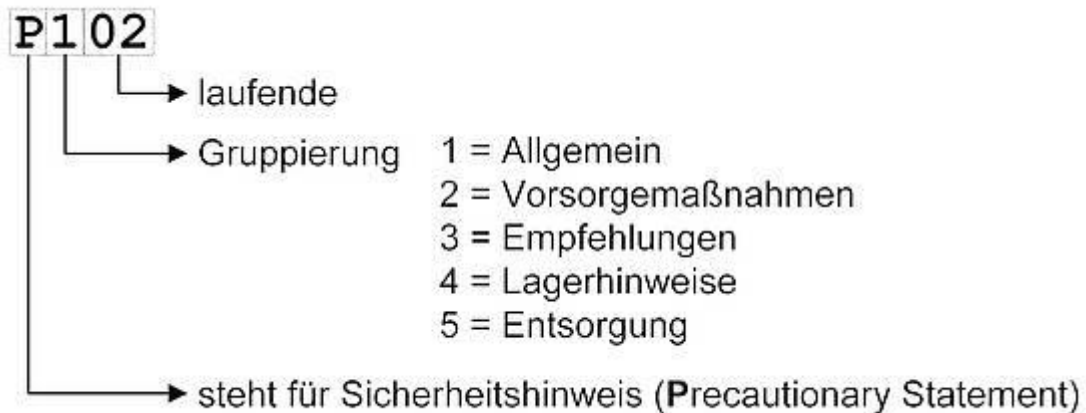 P102
laufende
Gruppierung 1 = Allgemein
2 = Vorsorgemaßnahmen
3 = Empfehlungen
4 = Lagerhinweise
5 = Entsorgung
steht für Sicherheitshinweis (Precautionary Statement)